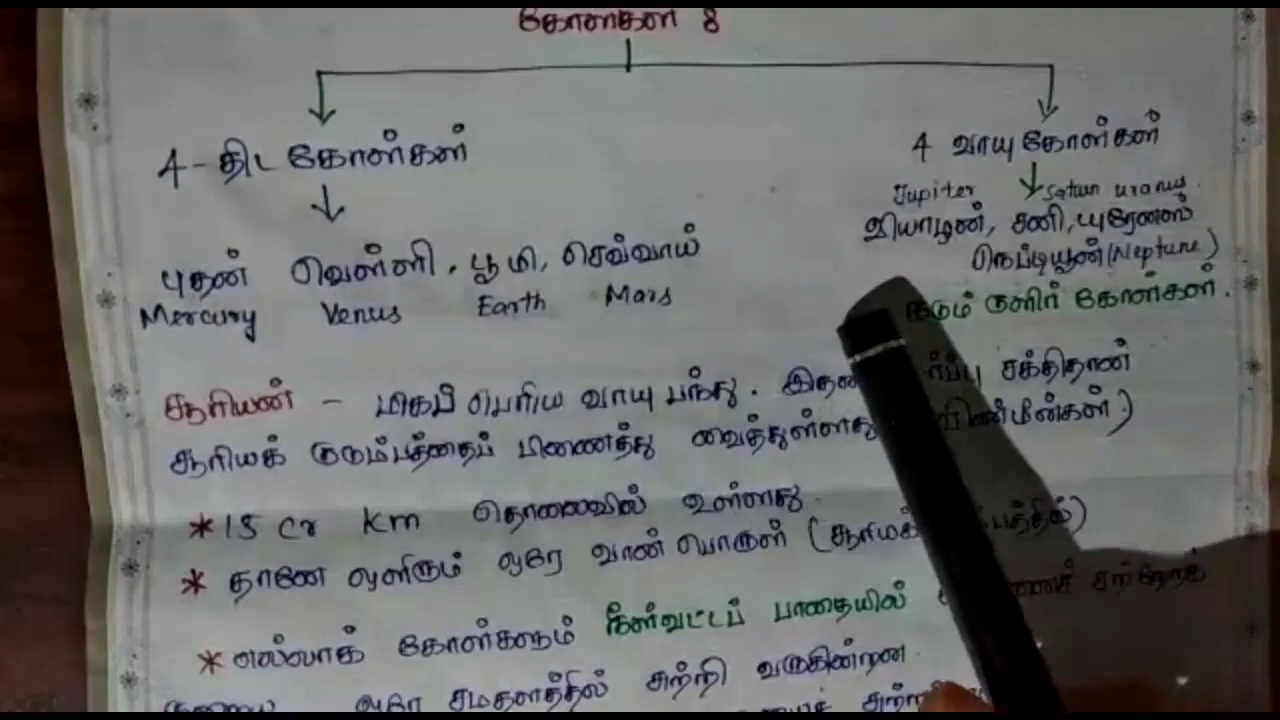 கோள்கள் 8
4 - திட கோள்கள்
4 வாயு கோள்கள்
Jupiter Saturn uranus
வியாழன், சனி, யுரேனஸ்
நெப்டியூன் (Neptune)
புதன் வெள்ளி, பூமி, செவ்வாய்
Mercury Venus Earth Mars
கடும் குளிர் கோள்கள்.
சூரியன் - மிகப் பெரிய வாயு பந்து. சக்திதான்
சூரியக் குடும்பத்தைப் பிணைத்து வைத்துள்ளது விண்மீன்கள்.)
* 15 Cr Km தொலைவில் உள்ளது.
* தானே ஒளிரும் ஒரே வான் பொருள் (சூரியக்
* எல்லாக் கோள்களும் நீள்வட்டப் பாதையில்
ஒரே சமதளத்தில் சுற்றி வருகின்றன.